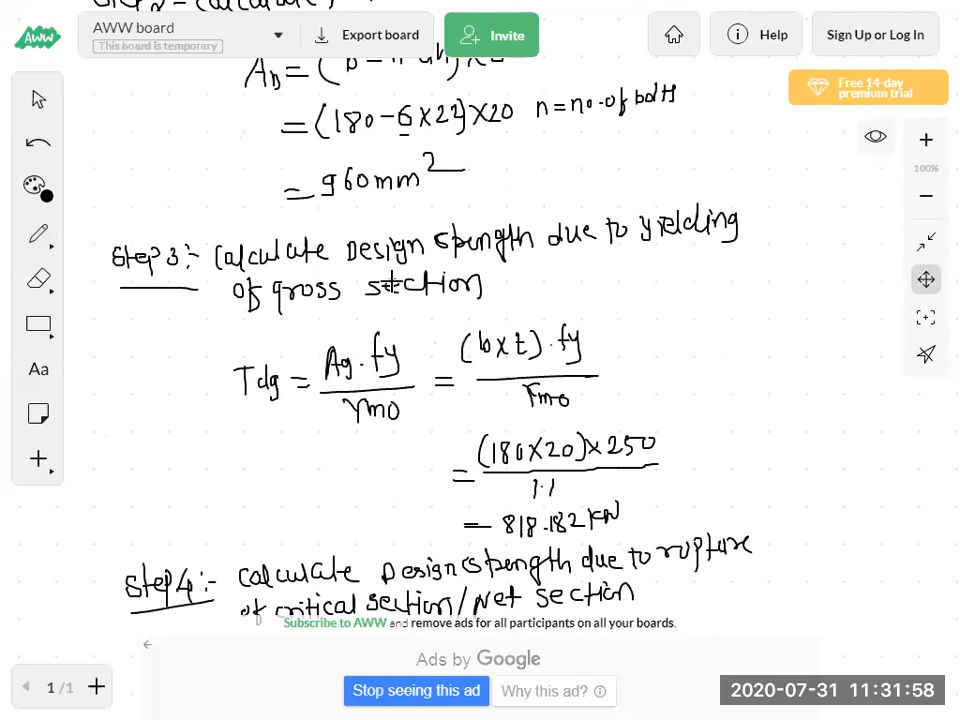 AWW board
This board is temporary
Export board
Invite
Help
Sign Up or Log In
Free 14-day
premium trial
= (180-6×22)×20 n = no. of bolts
= 960mm²
100%
Step 3:- Calculate Design strength due to yielding
of gross section
Tdg = Ag.fy / γmo = (b×t).fy / γmo
= (180×20)×250 / 1.1
= 818.182 KN
Step 4:- Calculate Design strength due to rupture
of critical section/Net section
Aa
Subscribe to AWW and remove ads for all participants on all your boards.
Ads by Google
Stop seeing this ad
Why this ad?
1 /1
2020-07-31 11:31:58